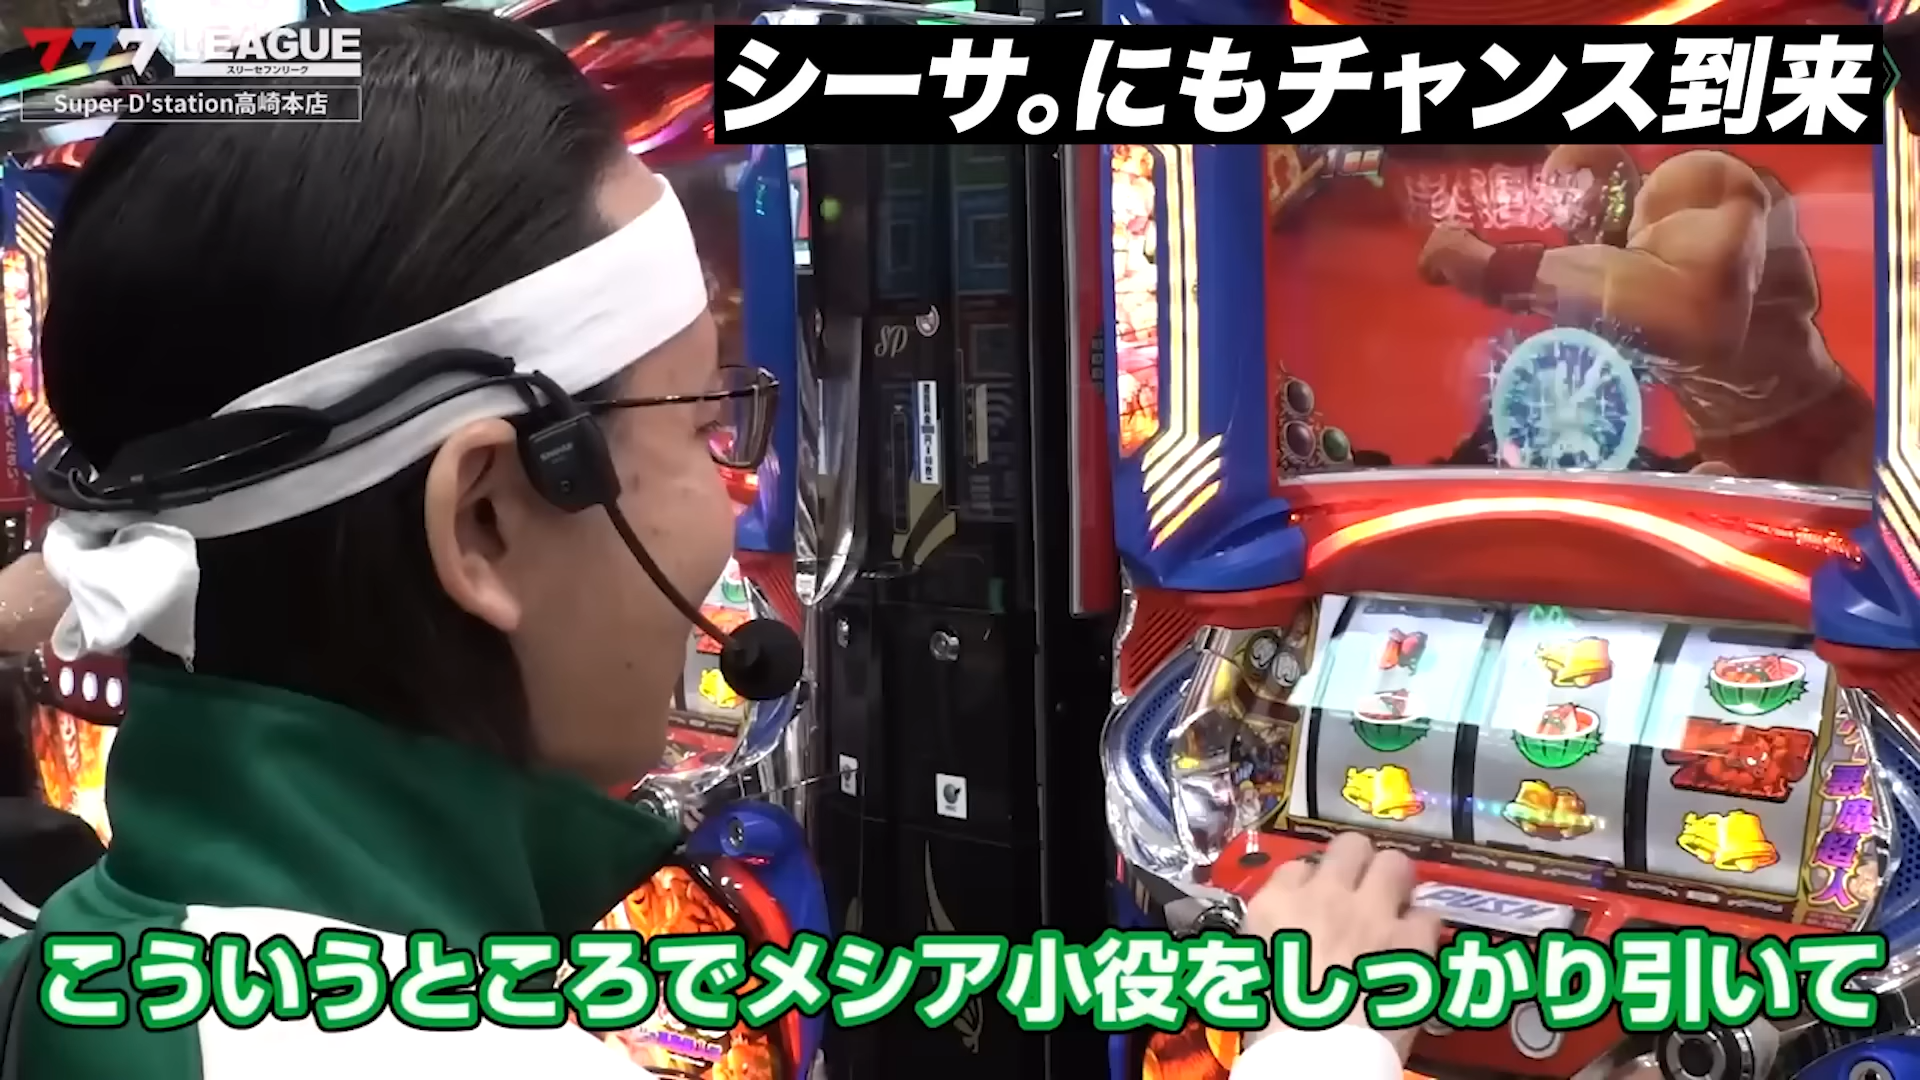 777 LEAGUE
スリーセブンリーグ
Super D'station高崎本店
シーサ。にもチャンス到来
SP
悪魔超人
PUSH
こういうところでメシア小役をしっかり引いて